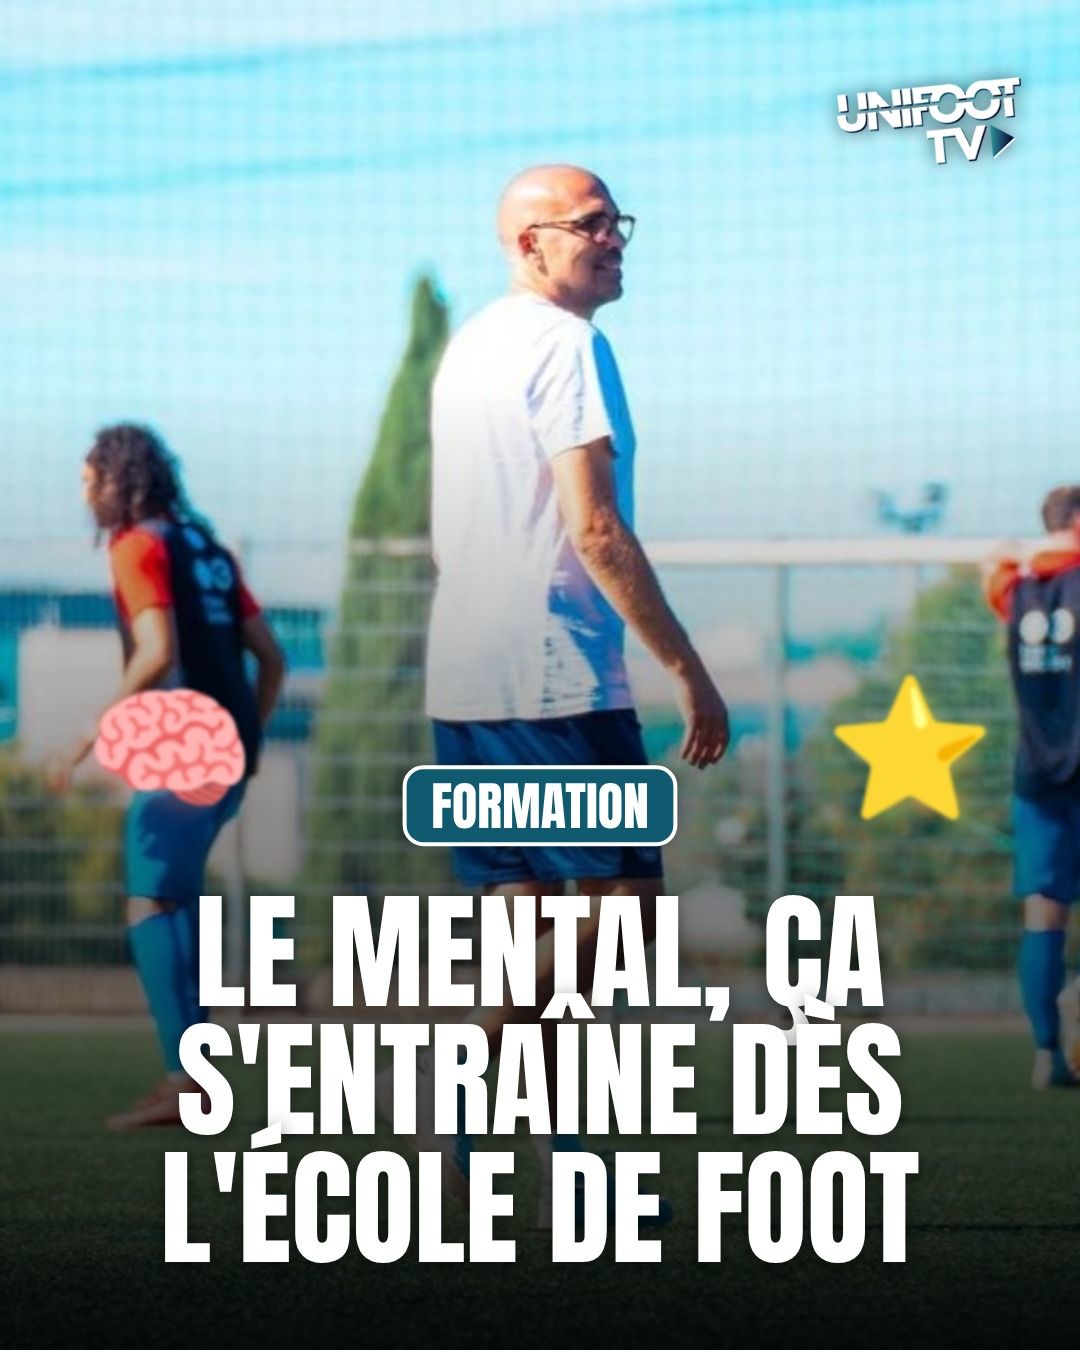 UNIFOOT
TV
FORMATION
LE MENTAL, ÇA
S'ENTRAÎNE DÈS
L'ÉCOLE DE FOOT